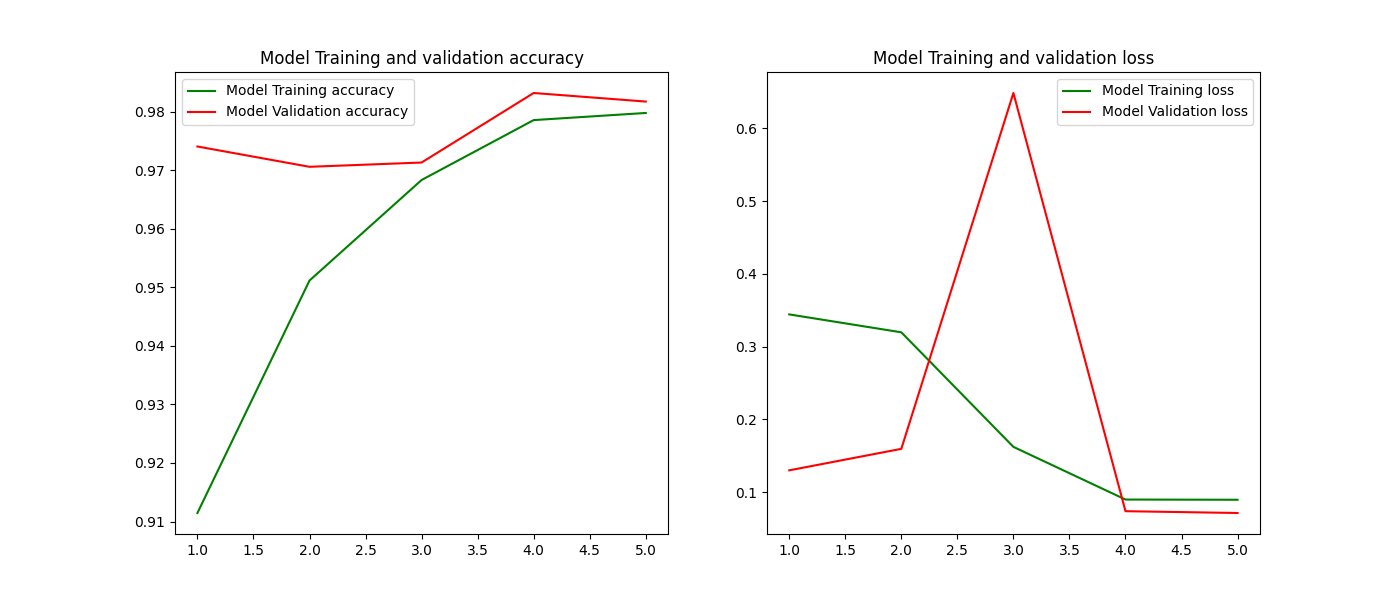 Model Training and validation accuracy
Model Training accuracy
Model Validation accuracy
0.98
0.97
0.96
0.95
0.94
0.93
0.92
0.91
1.0 1.5 2.0 2.5 3.0 3.5 4.0 4.5 5.0
Model Training and validation loss
Model Training loss
Model Validation loss
0.6
0.5
0.4
0.3
0.2
0.1
1.0 1.5 2.0 2.5 3.0 3.5 4.0 4.5 5.0